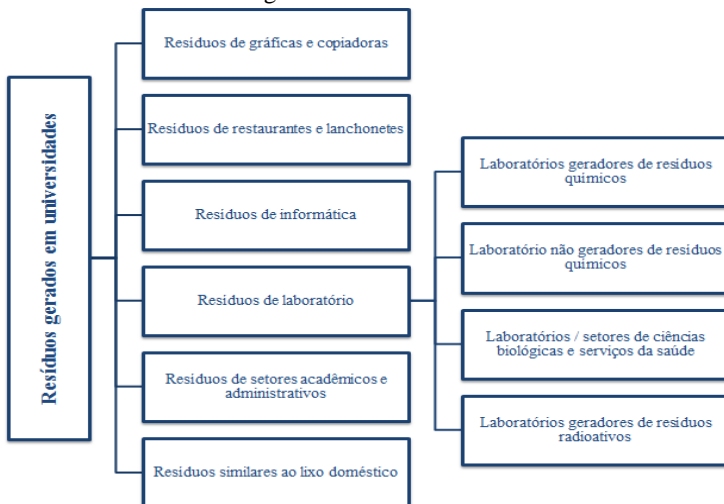 Resíduos gerados em universidades
Resíduos de gráficas e copiadoras
Resíduos de restaurantes e lanchonetes
Resíduos de informática
Resíduos de laboratório
Resíduos de setores acadêmicos e
administrativos
Resíduos similares ao lixo doméstico
Laboratórios geradores de resíduos
químicos
Laboratório não geradores de resíduos
químicos
Laboratórios / setores de ciências
biológicas e serviços da saúde
Laboratórios geradores de resíduos
radioativos